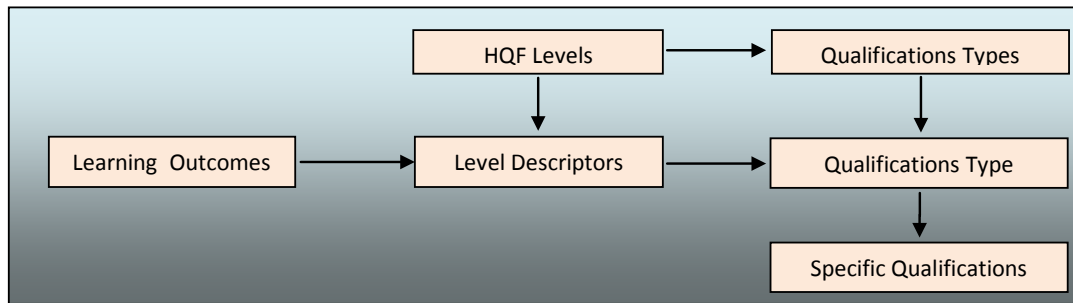 HQF Levels
Qualifications Types
Learning  Outcomes
Level Descriptors
Qualifications Type
Specific Qualifications